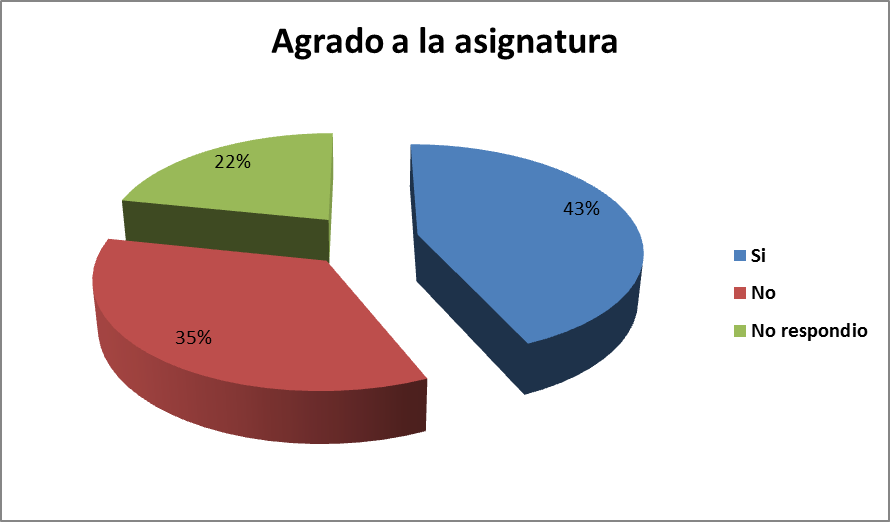 Agrado a la asignatura
22%
43%
35%
Si
No
No respondio